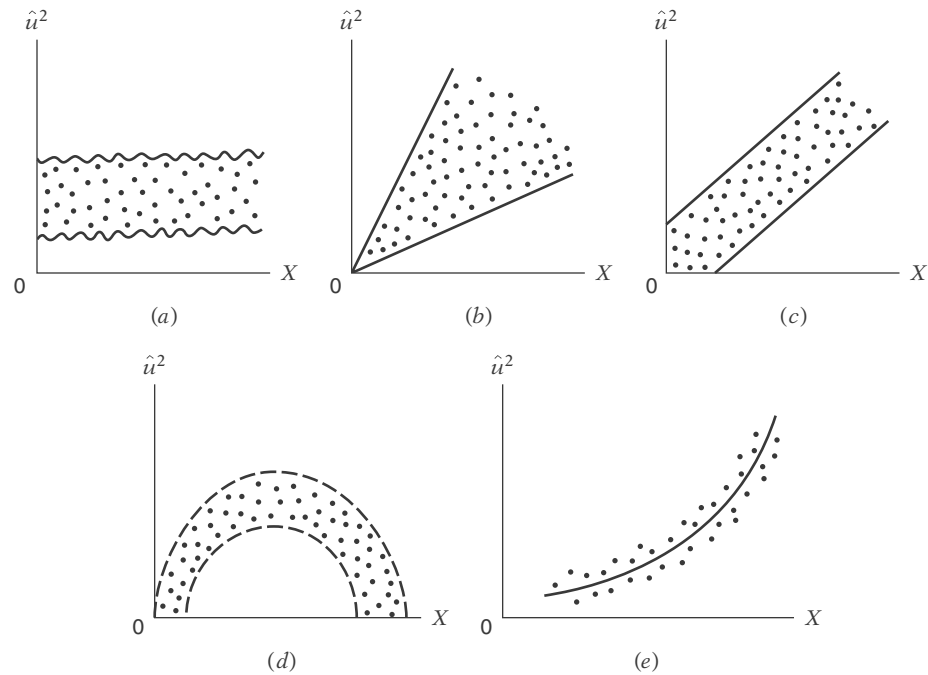 û² û² û²
0 X 0 X 0 X
(a) (b) (c)
û² û²
0 X 0 X
(d) (e)